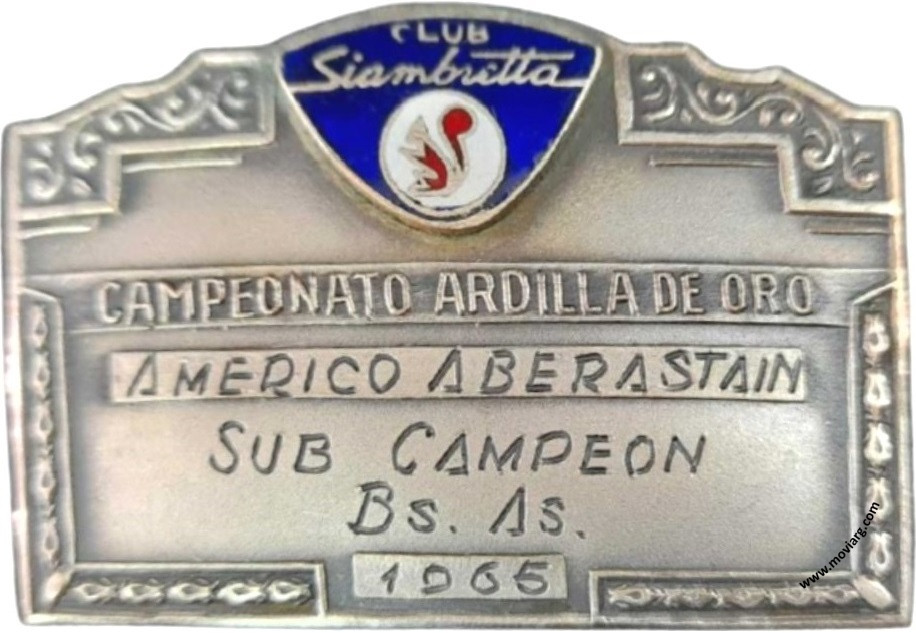 CLUB
Siambretta
CAMPEONATO ARDILLA DE ORO
AMERICO ABERASTAIN
SUB CAMPEON
Bs. As.
1965
www.moviarg.com